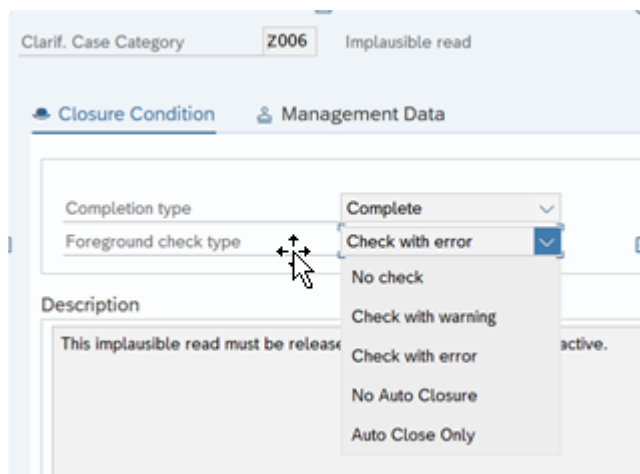 Clarif. Case Category Z006 Implausible read
Closure Condition Management Data
Completion type Complete
Foreground check type Check with error
No check
Check with warning
Check with error
No Auto Closure
Auto Close Only
Description
This implausible read must be release active.